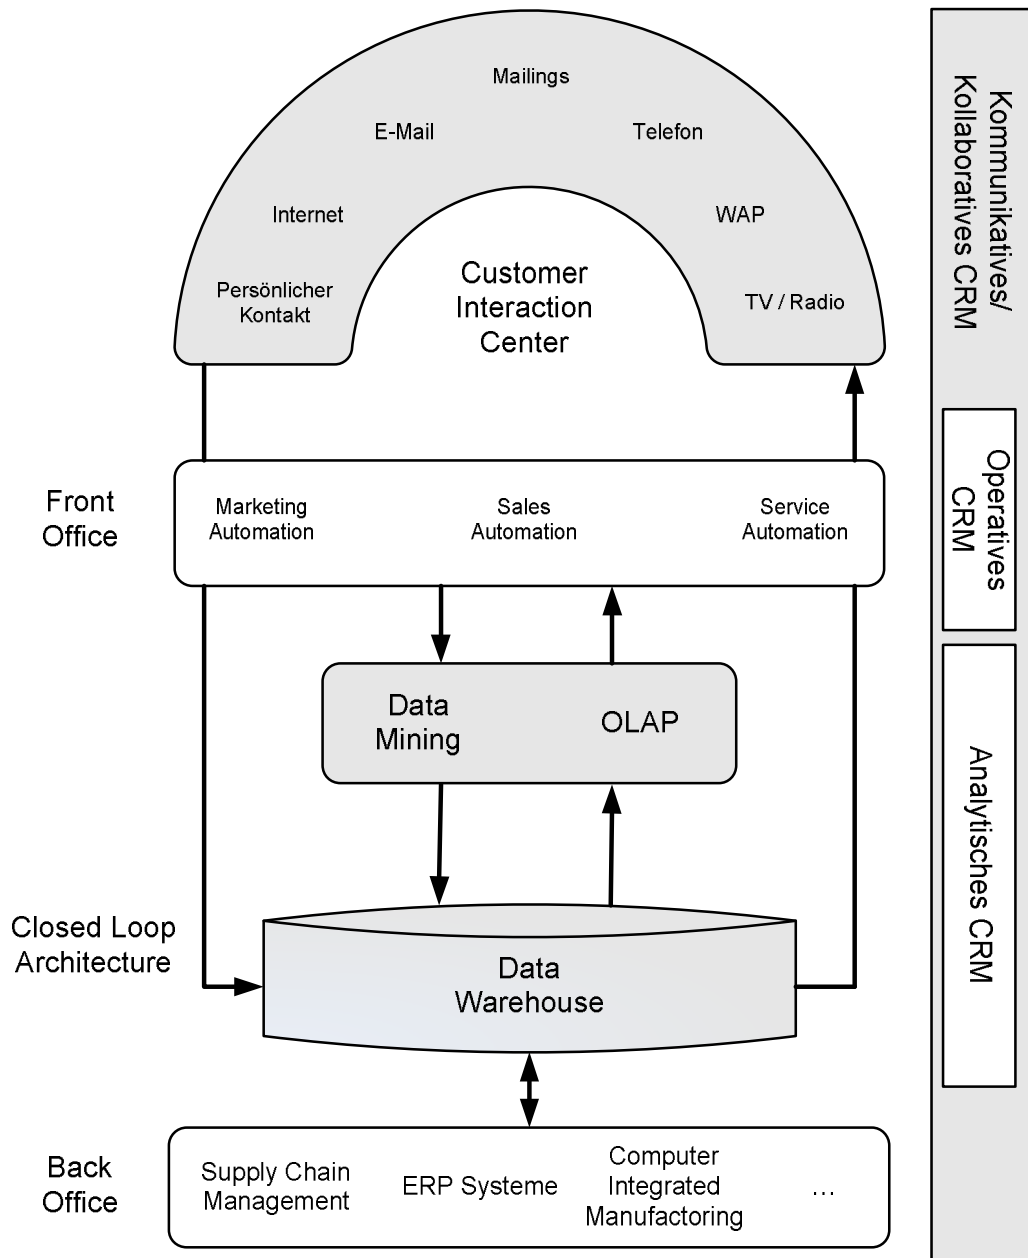 Mailings
E-Mail
Telefon
Internet
WAP
Persönlicher
Kontakt
TV / Radio
Customer
Interaction
Center
Kommunikatives/
Kollaboratives CRM
Front
Office
Marketing
Automation
Sales
Automation
Service
Automation
Operatives
CRM
Data
Mining
OLAP
Analytisches CRM
Closed Loop
Architecture
Data
Warehouse
Back
Office
Supply Chain
Management
ERP Systeme
Computer
Integrated
Manufactoring
...